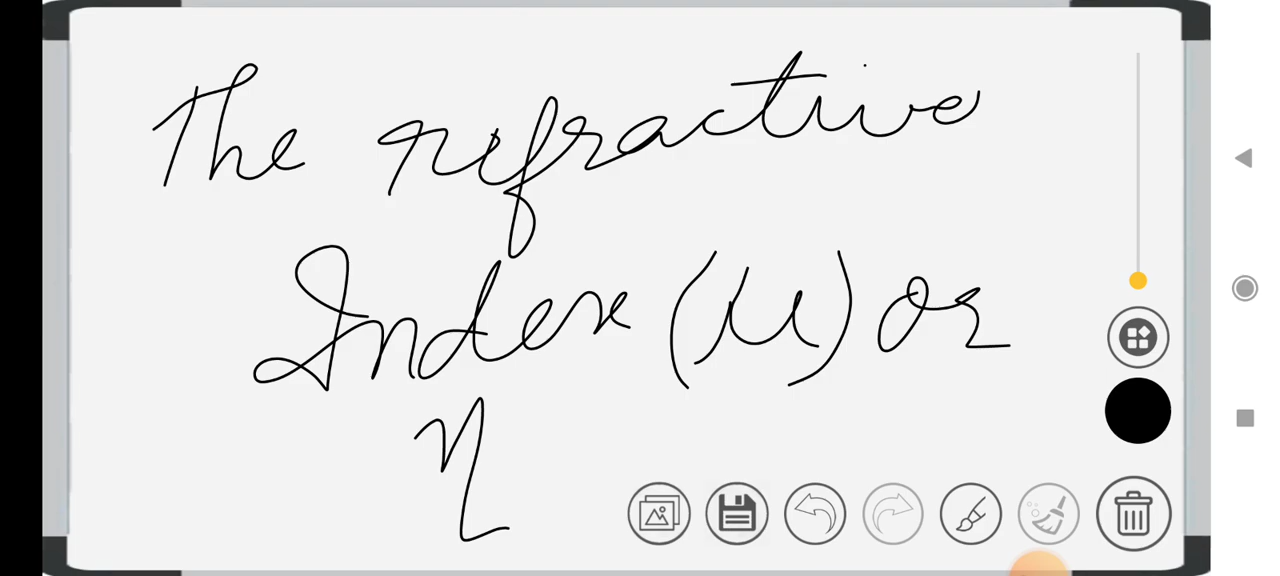 The refractive
Index (μ) or
η